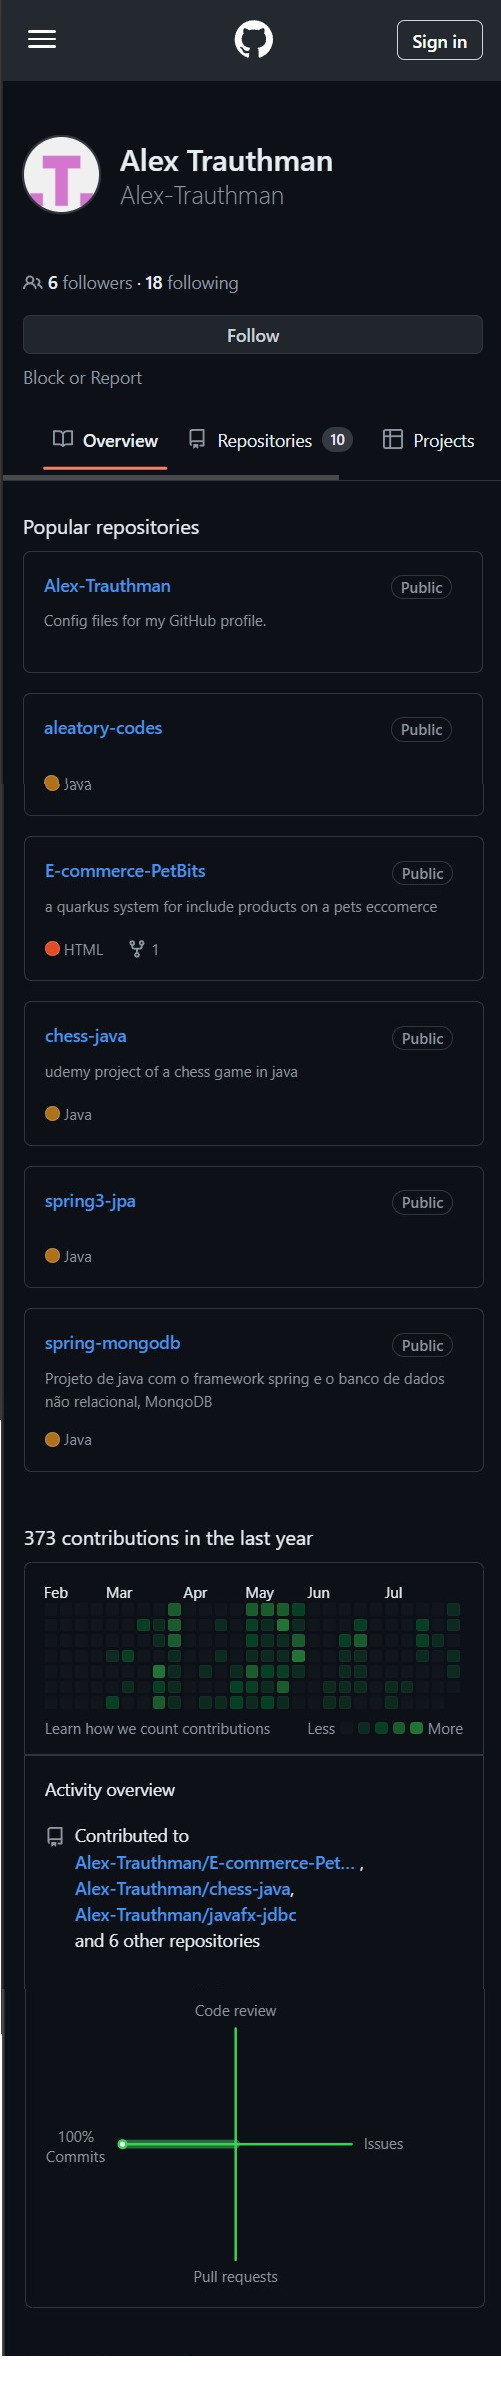 Sign in
Alex Trauthman
Alex-Trauthman
6 followers · 18 following
Follow
Block or Report
Overview Repositories 10 Projects
Popular repositories
Alex-Trauthman Public
Config files for my GitHub profile.
aleatory-codes Public
Java
E-commerce-PetBits Public
a quarkus system for include products on a pets eccomerce
HTML 1
chess-java Public
udemy project of a chess game in java
Java
spring3-jpa Public
Java
spring-mongodb Public
Projeto de java com o framework spring e o banco de dados
não relacional, MongoDB
Java
373 contributions in the last year
Feb Mar Apr May Jun Jul
Learn how we count contributions Less More
Activity overview
Contributed to
Alex-Trauthman/E-commerce-Pet... ,
Alex-Trauthman/chess-java,
Alex-Trauthman/javafx-jdbc
and 6 other repositories
Code review
100%
Commits
Issues
Pull requests